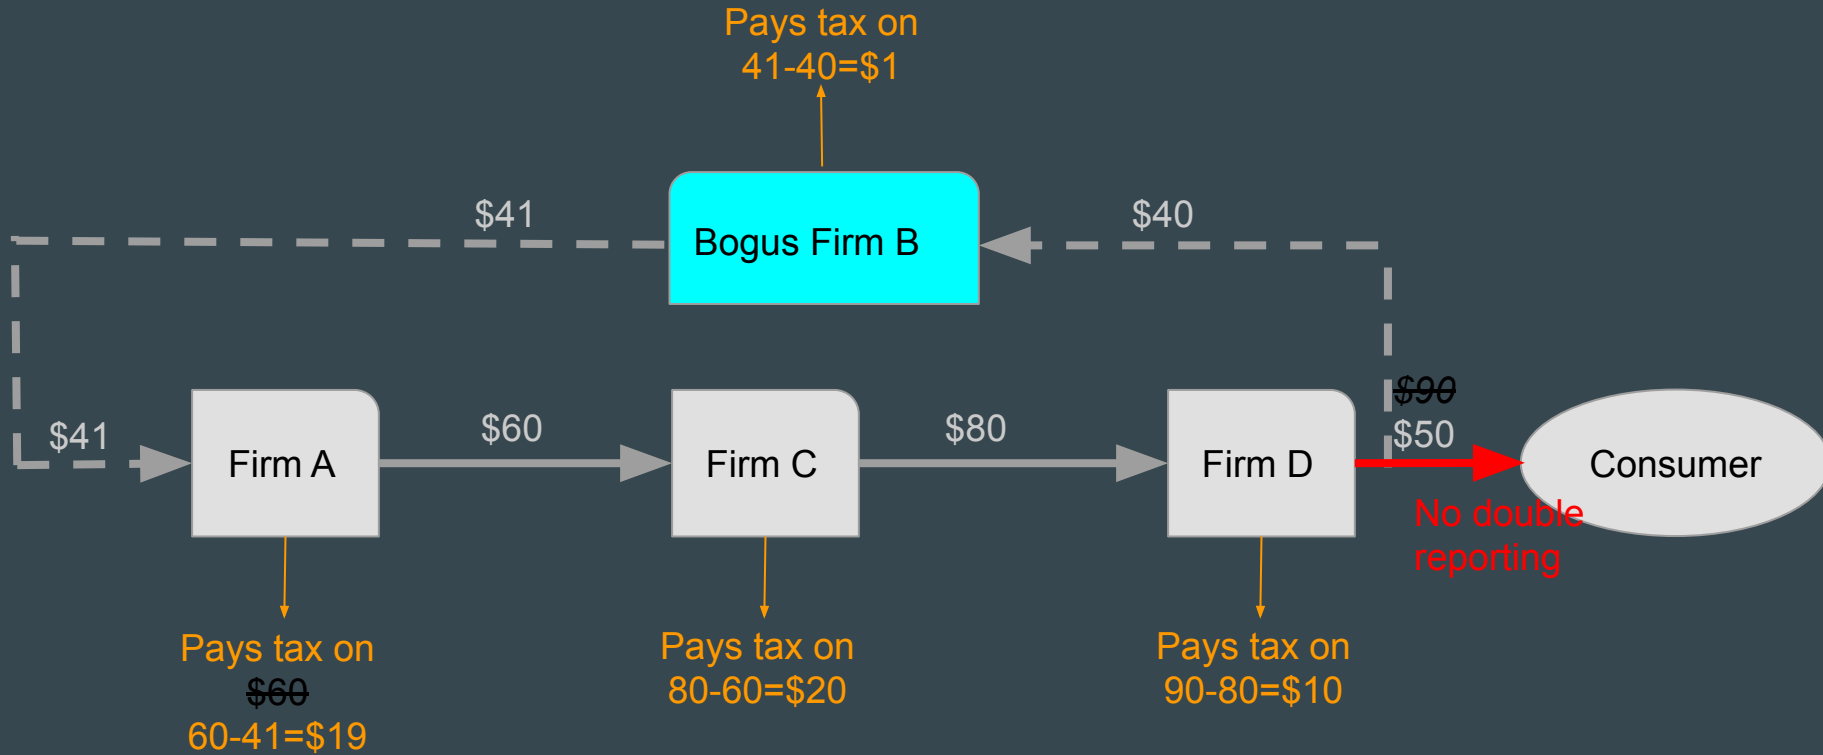 Pays tax on
41-40=$1
$41
Bogus Firm B
$40
$90
$41
Firm A
$60
Firm C
$80
Firm D
$50
Consumer
No double
reporting
Pays tax on
$60
60-41=$19
Pays tax on
80-60=$20
Pays tax on
90-80=$10